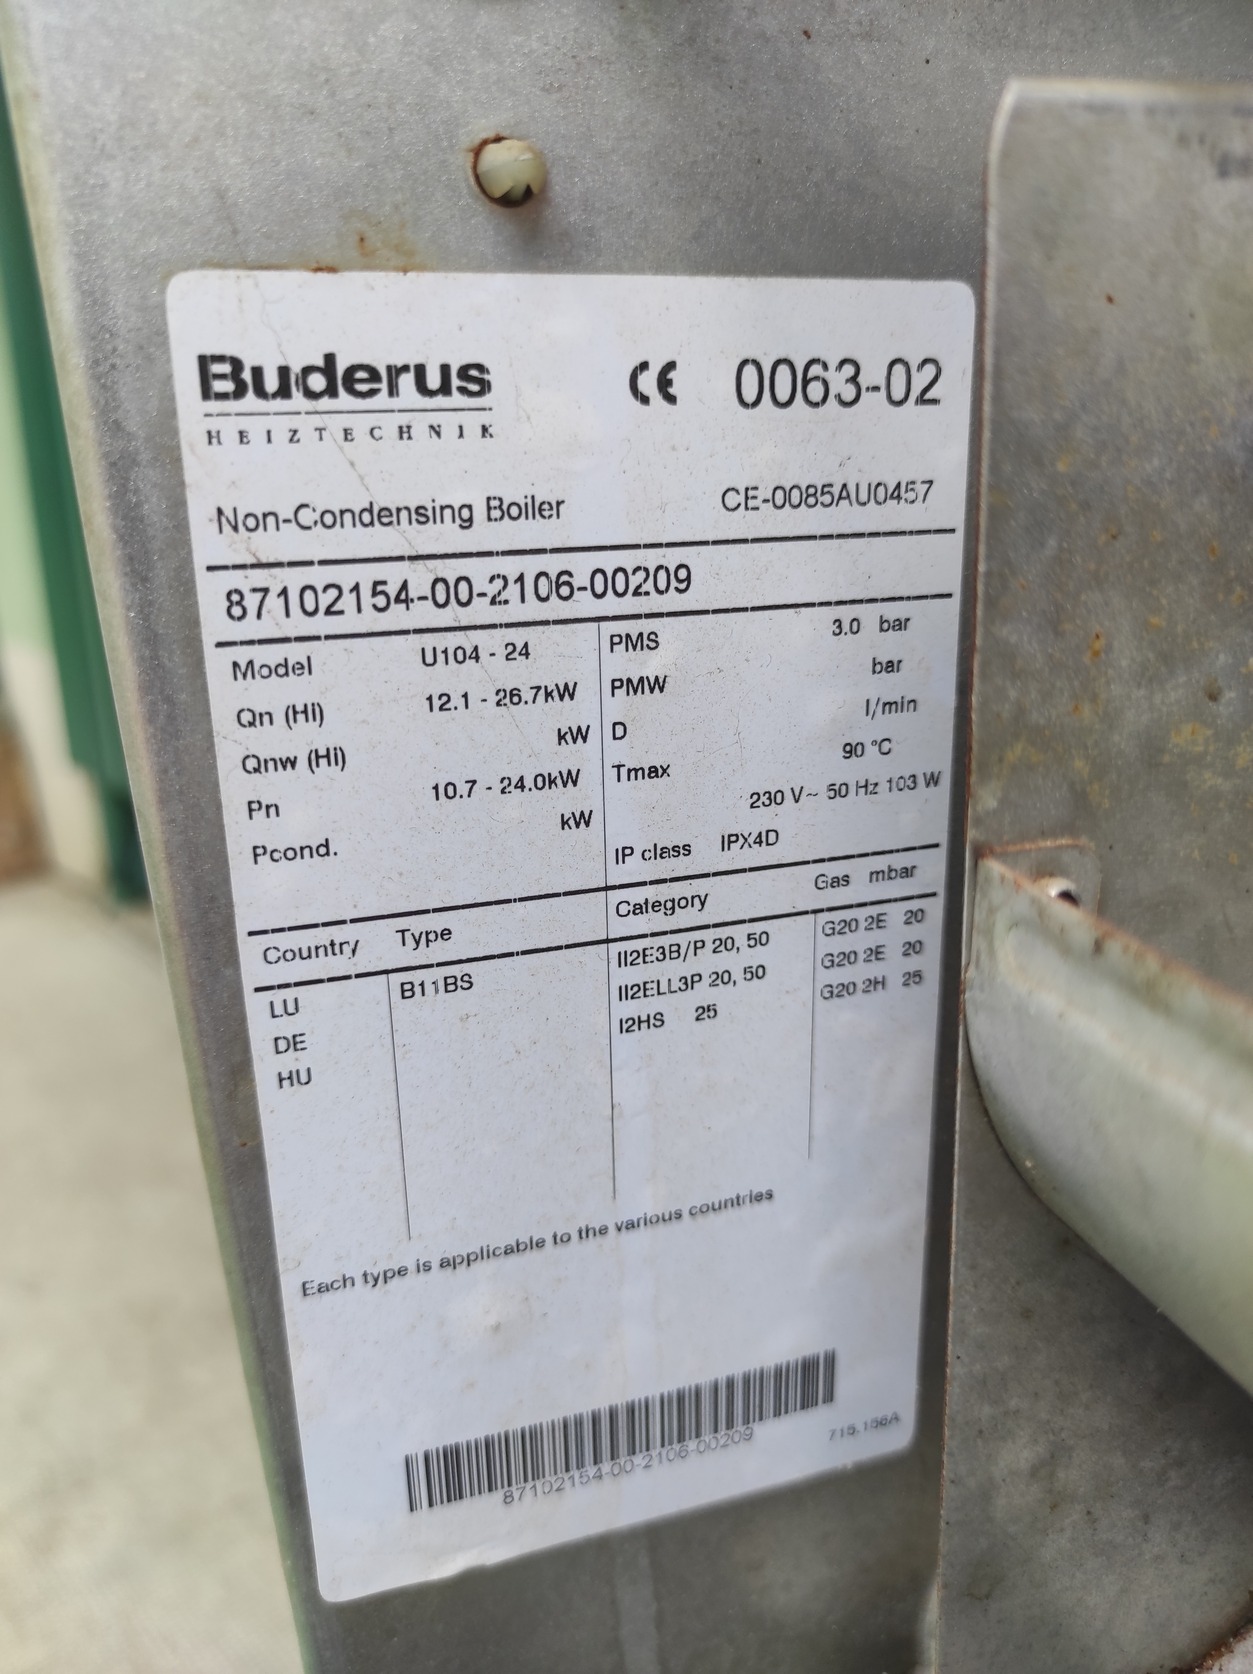 Buderus
HEIZTECHNIK
CE 0063-02
Non-Condensing Boiler CE-0085AU0457
87102154-00-2106-00209
Model U104 - 24 PMS 3.0 bar
Qn (Hi) 12.1 - 26.7kW PMW bar
Qnw (Hi) kW D l/min
Pn 10.7 - 24.0kW Tmax 90 °C
Pcond. kW 230 V~ 50 Hz 103 W
IP class IPX4D
Country Type Category Gas mbar
LU B11BS II2E3B/P 20, 50 G20 2E 20
DE II2ELL3P 20, 50 G20 2E 20
HU I2HS 25 G20 2H 25
Each type is applicable to the various countries
87102154-00-2106-00209
715.156A